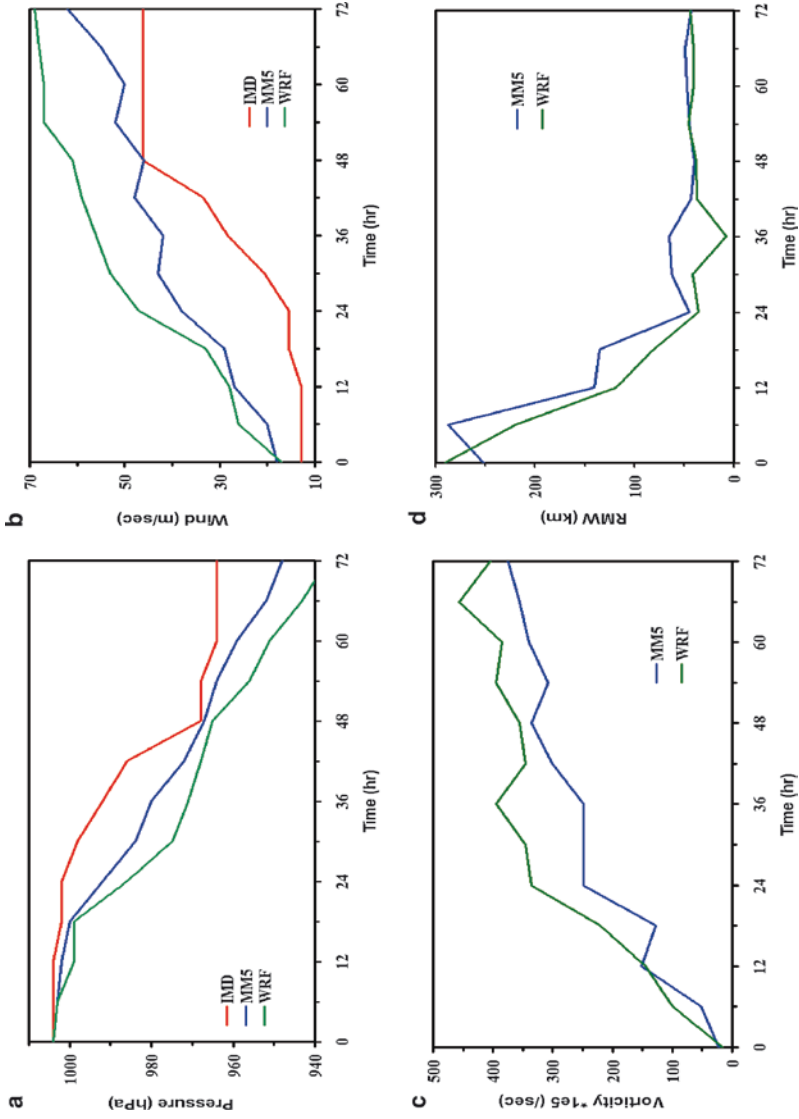 a
Pressure (hPa)
1000
980
960
940
IMD
MM5
WRF
0
12
24
36
48
60
72
Time (hr)
b
Wind (m/sec)
70
50
30
10
IMD
MM5
WRF
0
12
24
36
48
60
72
Time (hr)
c
Vorticity *1e5 (/sec)
500
400
300
200
100
0
MM5
WRF
0
12
24
36
48
60
72
Time (hr)
d
RMW (km)
300
200
100
0
MM5
WRF
0
12
24
36
48
60
72
Time (hr)